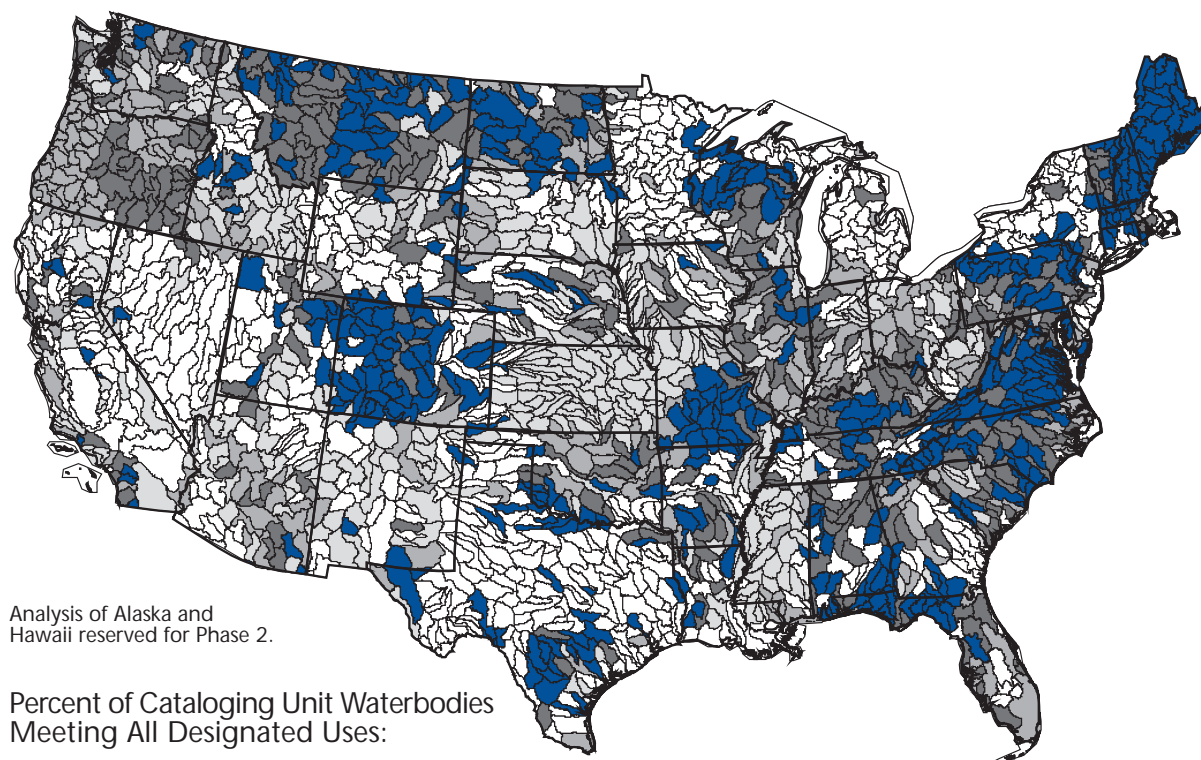 Analysis of Alaska and
Hawaii reserved for Phase 2.
Percent of Cataloging Unit Waterbodies
Meeting All Designated Uses: